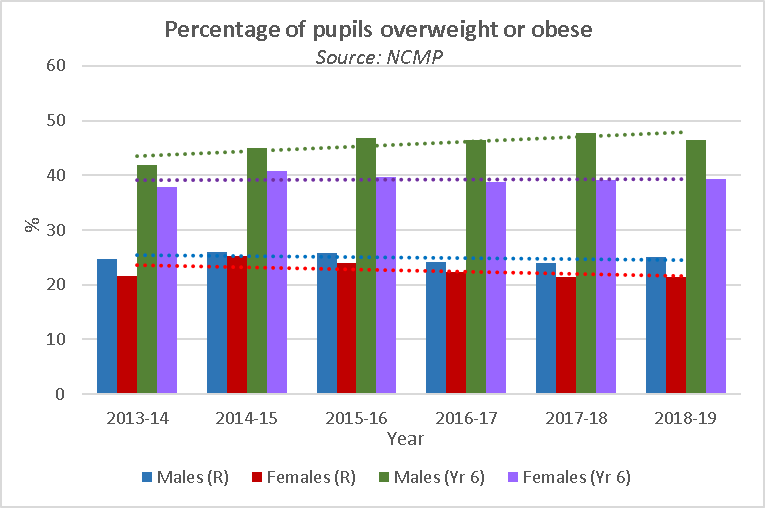 Percentage of pupils overweight or obese
Source: NCMP
60
50
40
30
20
10
0
%
2013-14 2014-15 2015-16 2016-17 2017-18 2018-19
Year
Males (R) Females (R) Males (Yr 6) Females (Yr 6)